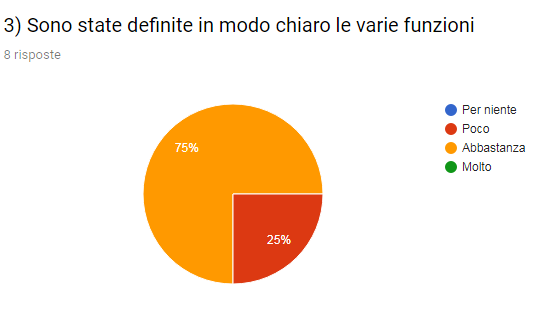 3) Sono state definite in modo chiaro le varie funzioni
8 risposte
Per niente
Poco
Abbastanza
Molto
75%
25%